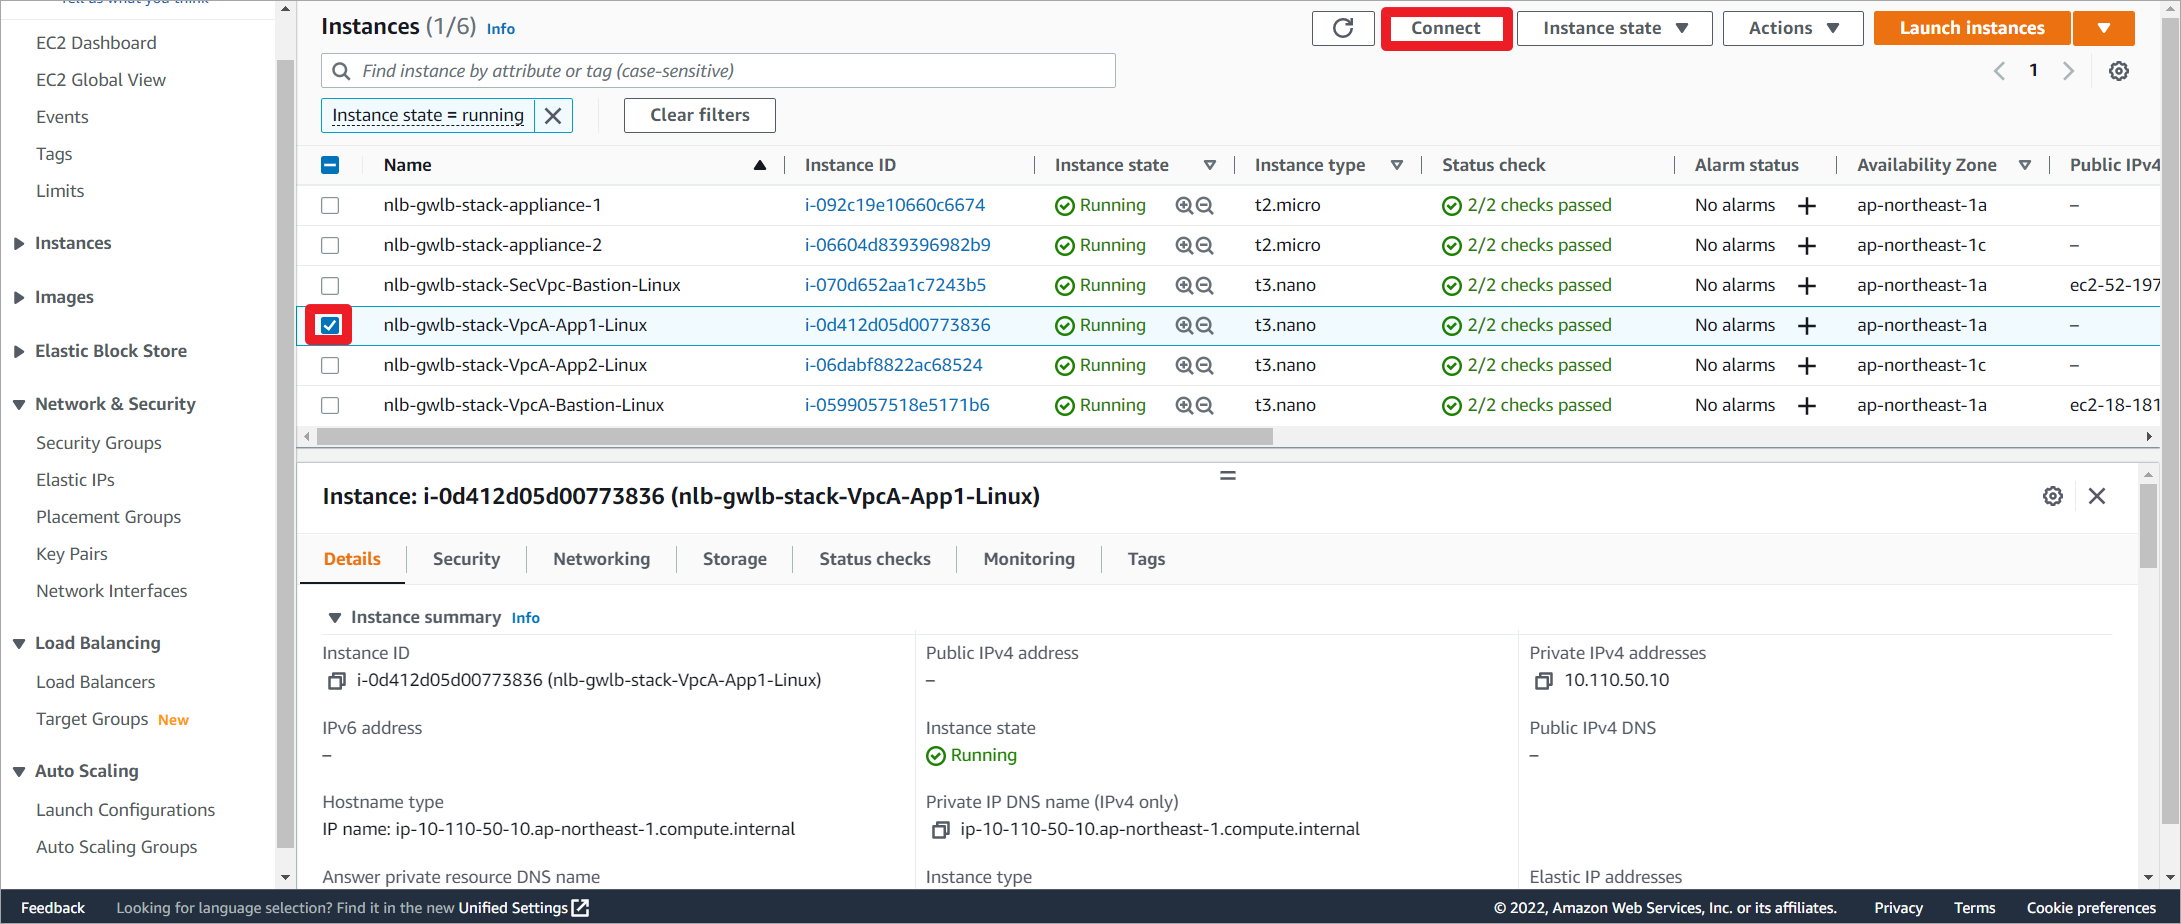 Tell us what you think
EC2 Dashboard
EC2 Global View
Events
Tags
Limits
Instances
Images
Elastic Block Store
Network & Security
Security Groups
Elastic IPs
Placement Groups
Key Pairs
Network Interfaces
Load Balancing
Load Balancers
Target Groups New
Auto Scaling
Launch Configurations
Auto Scaling Groups
Instances (1/6) Info
Connect
Instance state
Actions
Launch instances
Find instance by attribute or tag (case-sensitive)
1
Instance state = running
Clear filters
Name Instance ID Instance state Instance type Status check Alarm status Availability Zone Public IPv4
nlb-gwlb-stack-appliance-1 i-092c19e10660c6674 Running t2.micro 2/2 checks passed No alarms + ap-northeast-1a –
nlb-gwlb-stack-appliance-2 i-06604d839396982b9 Running t2.micro 2/2 checks passed No alarms + ap-northeast-1c –
nlb-gwlb-stack-SecVpc-Bastion-Linux i-070d652aa1c7243b5 Running t3.nano 2/2 checks passed No alarms + ap-northeast-1a ec2-52-197
nlb-gwlb-stack-VpcA-App1-Linux i-0d412d05d00773836 Running t3.nano 2/2 checks passed No alarms + ap-northeast-1a –
nlb-gwlb-stack-VpcA-App2-Linux i-06dabf8822ac68524 Running t3.nano 2/2 checks passed No alarms + ap-northeast-1c –
nlb-gwlb-stack-VpcA-Bastion-Linux i-0599057518e5171b6 Running t3.nano 2/2 checks passed No alarms + ap-northeast-1a ec2-18-181
Instance: i-0d412d05d00773836 (nlb-gwlb-stack-VpcA-App1-Linux)
Details Security Networking Storage Status checks Monitoring Tags
Instance summary Info
Instance ID Public IPv4 address Private IPv4 addresses
i-0d412d05d00773836 (nlb-gwlb-stack-VpcA-App1-Linux) – 10.110.50.10
IPv6 address Instance state Public IPv4 DNS
– Running –
Hostname type Private IP DNS name (IPv4 only)
IP name: ip-10-110-50-10.ap-northeast-1.compute.internal ip-10-110-50-10.ap-northeast-1.compute.internal
Answer private resource DNS name Instance type Elastic IP addresses
Feedback Looking for language selection? Find it in the new Unified Settings © 2022, Amazon Web Services, Inc. or its affiliates. Privacy Terms Cookie preferences